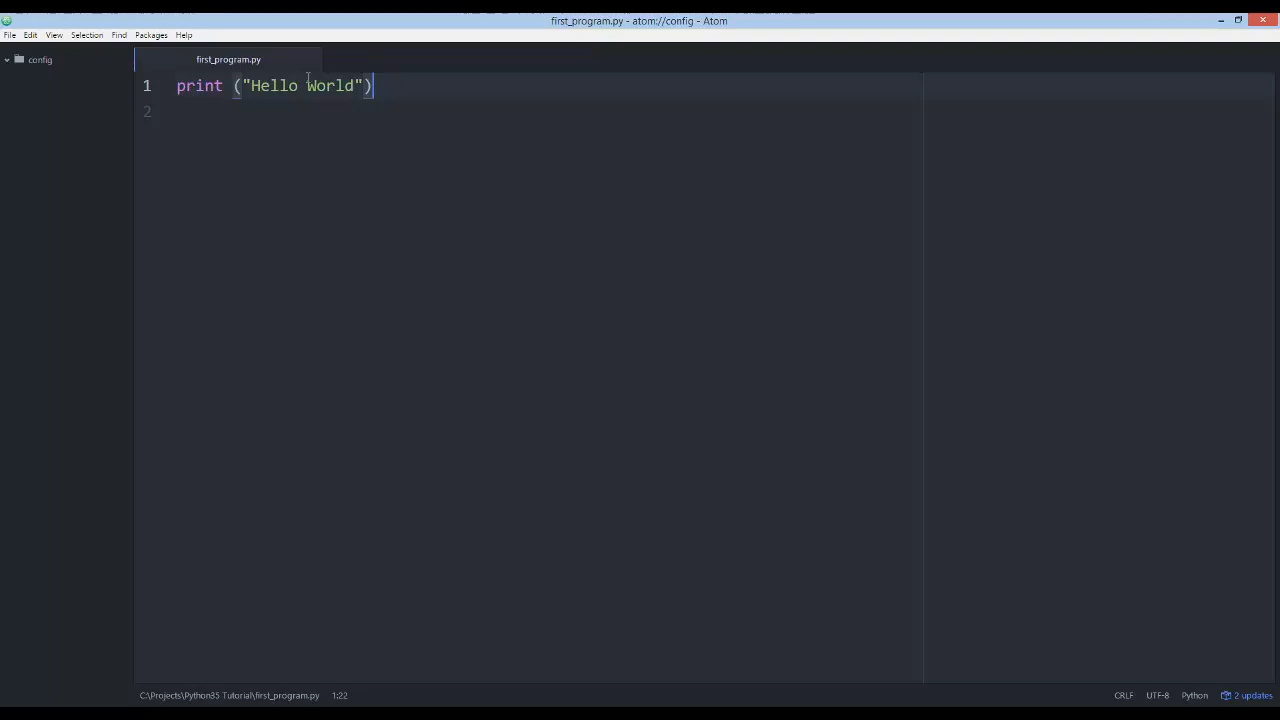 first_program.py - atom://config - Atom
File Edit View Selection Find Packages Help
config
first_program.py
1 print ("Hello World")
2
C:\Projects\Python35 Tutorial\first_program.py 1:22 CRLF UTF-8 Python 2 updates